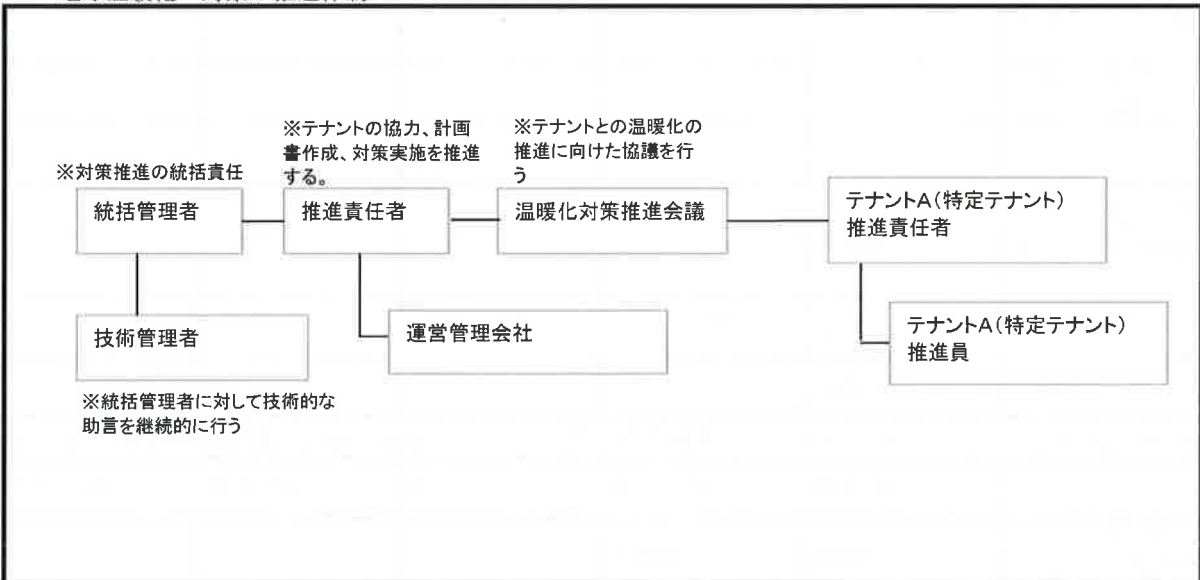 ※対策推進の統括責任
※テナントの協力、計画
書作成、対策実施を推進
する。
※テナントとの温暖化の
推進に向けた協議を行
う
統括管理者
推進責任者
温暖化対策推進会議
テナントA(特定テナント)
推進責任者
技術管理者
運営管理会社
テナントA(特定テナント)
推進員
※統括管理者に対して技術的な
助言を継続的に行う